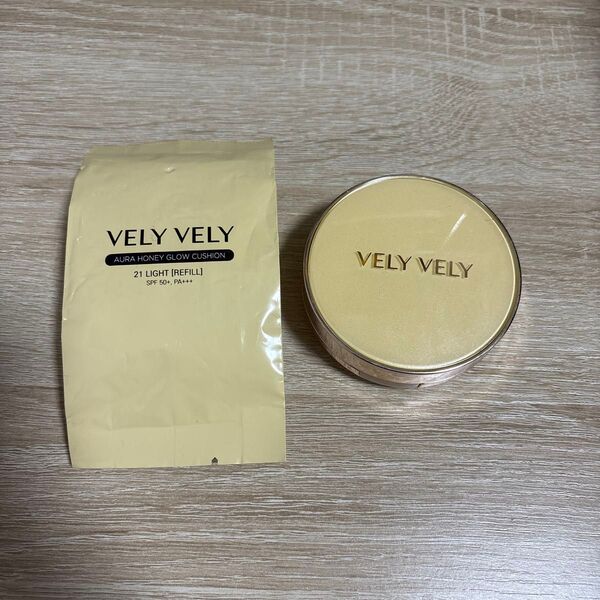 VELY VELY
AURA HONEY GLOW CUSHION
21 LIGHT [REFILL]
SPF 50+, PA+++
VELY VELY